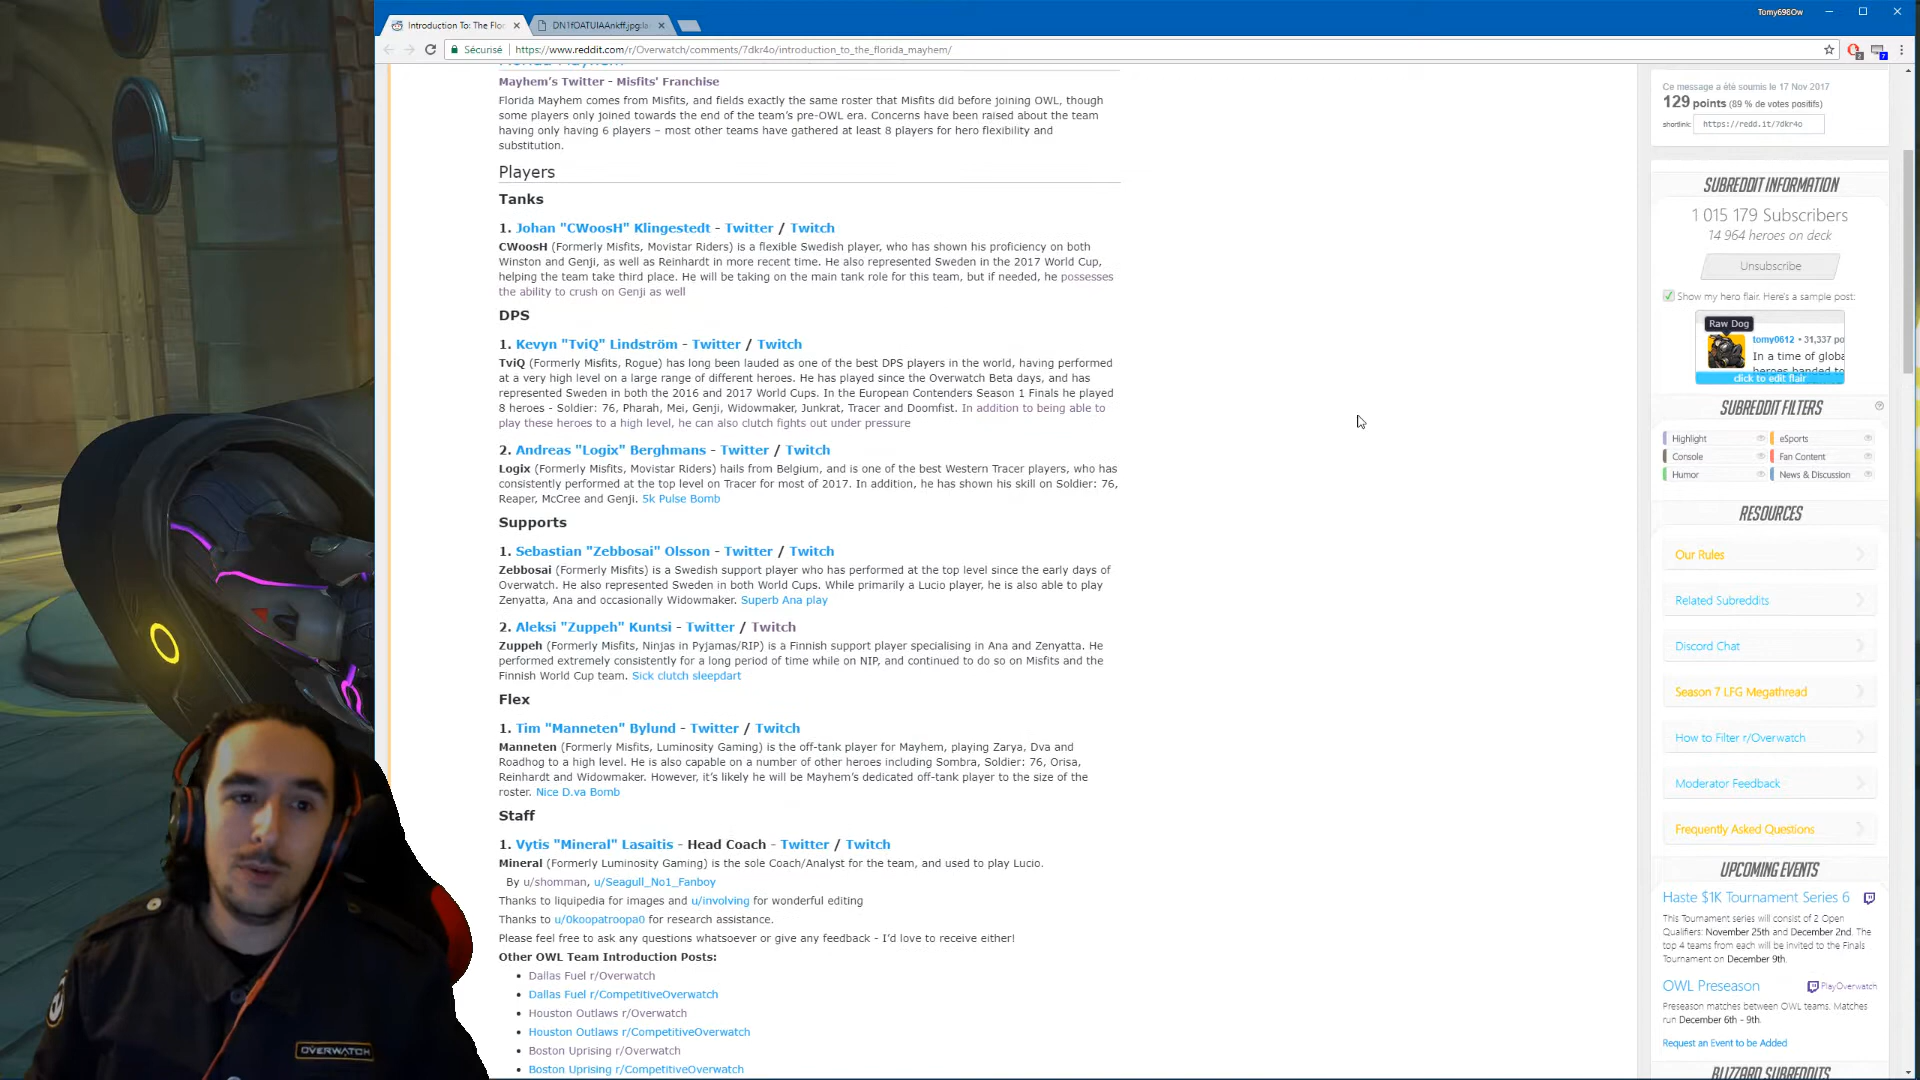 Tomy698Ow
Introduction To: The Flor
DN1fOATUIAAnkff.jpg:la
Sécurisé
https://www.reddit.com/r/Overwatch/comments/7dkr4o/introduction_to_the_florida_mayhem/
Florida Mayhem
Mayhem's Twitter - Misfits' Franchise
Florida Mayhem comes from Misfits, and fields exactly the same roster that Misfits did before joining OWL, though
some players only joined towards the end of the team's pre-OWL era. Concerns have been raised about the team
having only having 6 players – most other teams have gathered at least 8 players for hero flexibility and
substitution.
Players
Tanks
1. Johan "CWoosH" Klingestedt - Twitter / Twitch
CWoosH (Formerly Misfits, Movistar Riders) is a flexible Swedish player, who has shown his proficiency on both
Winston and Genji, as well as Reinhardt in more recent time. He also represented Sweden in the 2017 World Cup,
helping the team take third place. He will be taking on the main tank role for this team, but if needed, he possesses
the ability to crush on Genji as well
DPS
1. Kevyn "TviQ" Lindström - Twitter / Twitch
TviQ (Formerly Misfits, Rogue) has long been lauded as one of the best DPS players in the world, having performed
at a very high level on a large range of different heroes. He has played since the Overwatch Beta days, and has
represented Sweden in both the 2016 and 2017 World Cups. In the European Contenders Season 1 Finals he played
8 heroes - Soldier: 76, Pharah, Mei, Genji, Widowmaker, Junkrat, Tracer and Doomfist. In addition to being able to
play these heroes to a high level, he can also clutch fights out under pressure
2. Andreas "Logix" Berghmans - Twitter / Twitch
Logix (Formerly Misfits, Movistar Riders) hails from Belgium, and is one of the best Western Tracer players, who has
consistently performed at the top level on Tracer for most of 2017. In addition, he has shown his skill on Soldier: 76,
Reaper, McCree and Genji. 5k Pulse Bomb
Supports
1. Sebastian "Zebbosai" Olsson - Twitter / Twitch
Zebbosai (Formerly Misfits) is a Swedish support player who has performed at the top level since the early days of
Overwatch. He also represented Sweden in both World Cups. While primarily a Lucio player, he is also able to play
Zenyatta, Ana and occasionally Widowmaker. Superb Ana play
2. Aleksi "Zuppeh" Kuntsi - Twitter / Twitch
Zuppeh (Formerly Misfits, Ninjas in Pyjamas/RIP) is a Finnish support player specialising in Ana and Zenyatta. He
performed extremely consistently for a long period of time while on NIP, and continued to do so on Misfits and the
Finnish World Cup team. Sick clutch sleepdart
Flex
1. Tim "Manneten" Bylund - Twitter / Twitch
Manneten (Formerly Misfits, Luminosity Gaming) is the off-tank player for Mayhem, playing Zarya, Dva and
Roadhog to a high level. He is also capable on a number of other heroes including Sombra, Soldier: 76, Orisa,
Reinhardt and Widowmaker. However, it's likely he will be Mayhem's dedicated off-tank player to the size of the
roster. Nice D.va Bomb
Staff
1. Vytis "Mineral" Lasaitis - Head Coach - Twitter / Twitch
Mineral (Formerly Luminosity Gaming) is the sole Coach/Analyst for the team, and used to play Lucio.
By u/shomman, u/Seagull_No1_Fanboy
Thanks to liquipedia for images and u/involving for wonderful editing
Thanks to u/0koopatroopa0 for research assistance.
Please feel free to ask any questions whatsoever or give any feedback - I'd love to receive either!
Other OWL Team Introduction Posts:
• Dallas Fuel r/Overwatch
• Dallas Fuel r/CompetitiveOverwatch
• Houston Outlaws r/Overwatch
• Houston Outlaws r/CompetitiveOverwatch
• Boston Uprising r/Overwatch
• Boston Uprising r/CompetitiveOverwatch
Ce message a été soumis le 17 Nov 2017
129 points (89 % de votes positifs)
shortlink: https://redd.it/7dkr4o
SUBREDDIT INFORMATION
1 015 179 Subscribers
14 964 heroes on deck
Unsubscribe
Show my hero flair. Here's a sample post:
Raw Dog
tomy0612 • 31,337 po
In a time of globa
heroes banded to
click to edit flair
SUBREDDIT FILTERS
Highlight
eSports
Console
Fan Content
Humor
News & Discussion
RESOURCES
Our Rules
Related Subreddits
Discord Chat
Season 7 LFG Megathread
How to Filter r/Overwatch
Moderator Feedback
Frequently Asked Questions
UPCOMING EVENTS
Haste $1K Tournament Series 6
This Tournament series will consist of 2 Open
Qualifiers: November 25th and December 2nd. The
top 4 teams from each will be invited to the Finals
Tournament on December 9th.
OWL Preseason PlayOverwatch
Preseason matches between OWL teams. Matches
run December 6th - 9th.
Request an Event to be Added
BLIZZARD SUBREDDITS
OVERWATCH